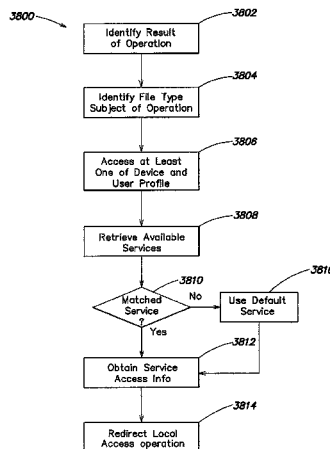 3800
3802
Identify Result
of Operation
3804
Identify File Type
Subject of Operation
3806
Access at Least
One of Device and
User Profile
3808
Retrieve Available
Services
3810
Matched
Service
?
No
Yes
3816
Use Default
Service
3812
Obtain Service
Access Info
3814
Redirect Local
Access operation